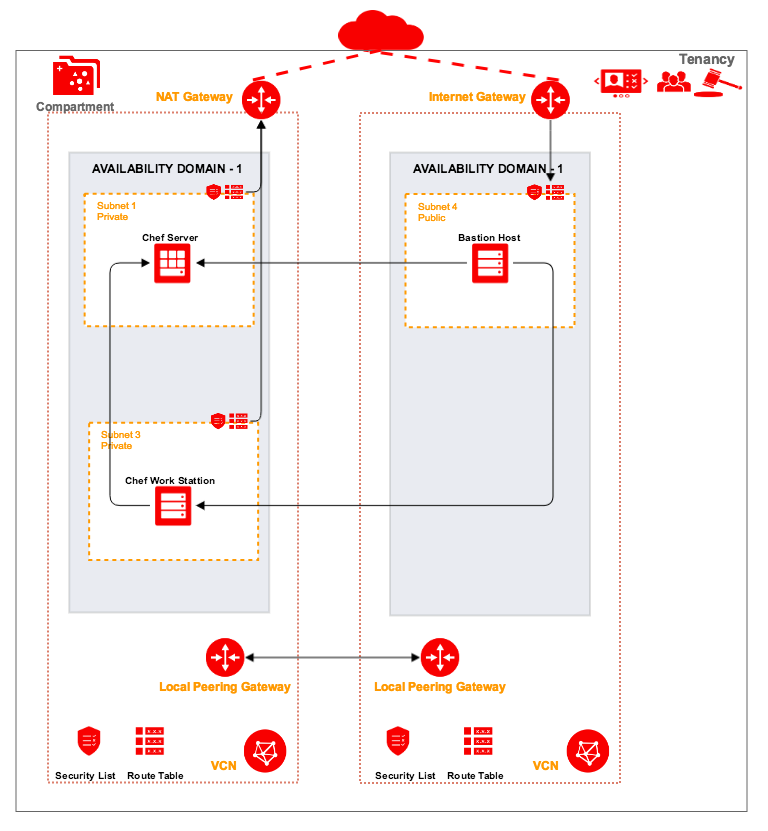 Tenancy
Compartment
NAT Gateway
Internet Gateway
AVAILABILITY DOMAIN - 1
AVAILABILITY DOMAIN - 1
Subnet 1
Private
Subnet 4
Public
Chef Server
Bastion Host
Subnet 3
Private
Chef Work Stattion
Local Peering Gateway
Local Peering Gateway
VCN
VCN
Security List
Route Table
Security List
Route Table